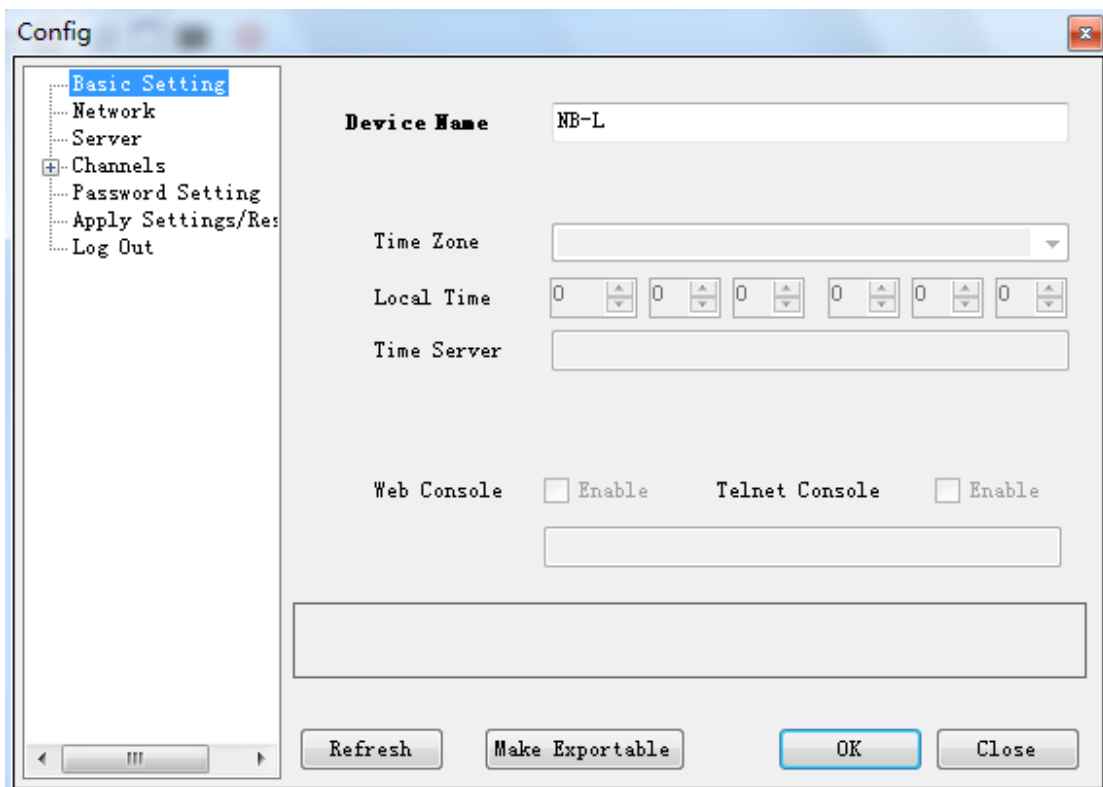 Config
Basic Setting
Network
Server
Channels
Password Setting
Apply Settings/Res
Log Out
Device Name
NB-L
Time Zone
Local Time
0 0 0 0 0 0
Time Server
Web Console
Enable
Telnet Console
Enable
Refresh
Make Exportable
OK
Close